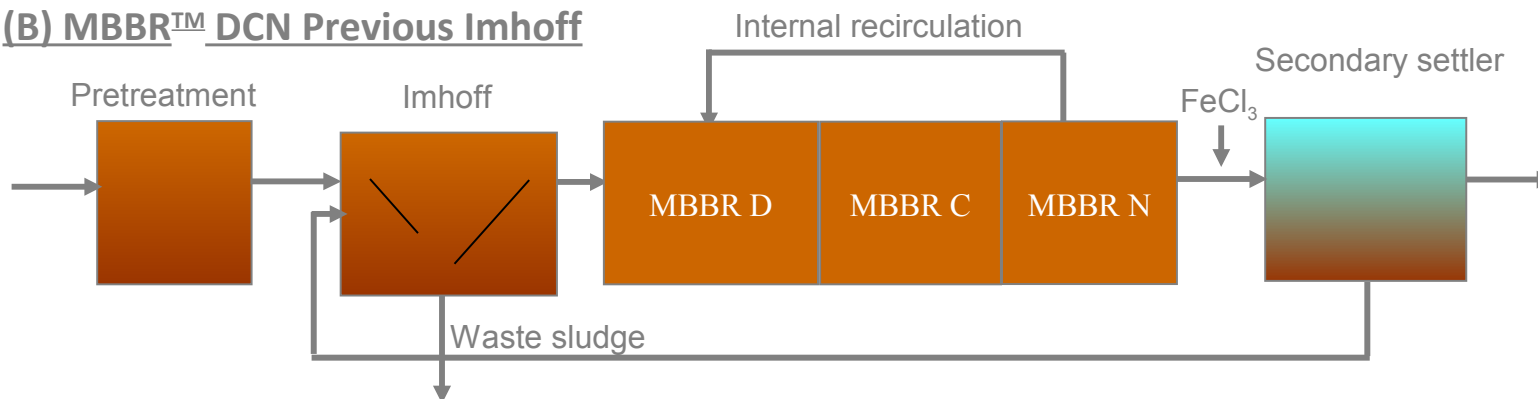 (B) MBBR™ DCN Previous Imhoff
Internal recirculation
Secondary settler
Pretreatment
Imhoff
FeCl₃
MBBR D
MBBR C
MBBR N
Waste sludge